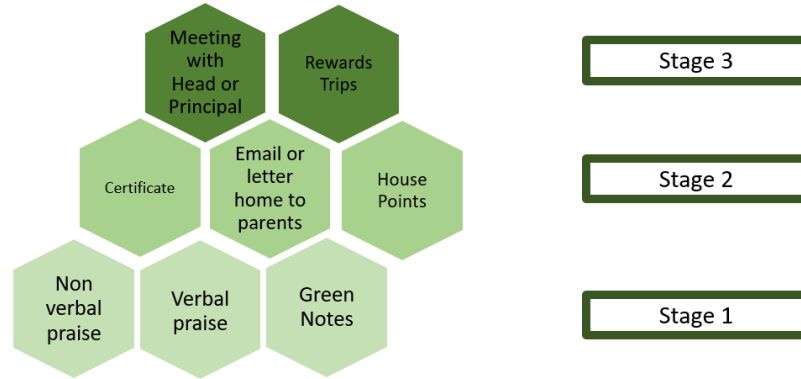 Meeting
with
Head or
Principal
Rewards
Trips
Stage 3
Certificate
Email or
letter
home to
parents
House
Points
Stage 2
Non
verbal
praise
Verbal
praise
Green
Notes
Stage 1